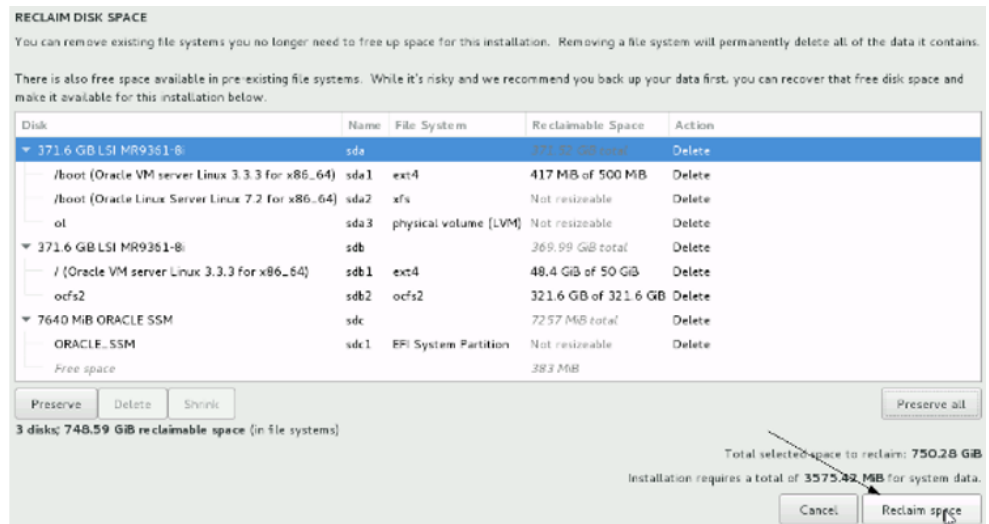 RECLAIM DISK SPACE
You can remove existing file systems you no longer need to free up space for this installation. Removing a file system will permanently delete all of the data it contains.
There is also free space available in pre-existing file systems. While it's risky and we recommend you back up your data first, you can recover that free disk space and
make it available for this installation below.
Disk Name File System Reclaimable Space Action
371.6 GB LSI MR9361-8i sda total Delete
/boot (Oracle VM server Linux 3.3.3 for x86_64) sda1 ext4 417 MiB of 500 MiB Delete
/boot (Oracle Linux Server Linux 7.2 for x86_64) sda2 xfs Not resizeable Delete
ol sda3 physical volume (LVM) Not resizeable Delete
371.6 GB LSI MR9361-8i sdb 369.99 GiB total Delete
/ (Oracle VM server Linux 3.3.3 for x86_64) sdb1 ext4 48.4 GiB of 50 GiB Delete
ocfs2 sdb2 ocfs2 321.6 GB of 321.6 GiB Delete
7640 MiB ORACLE SSM sdc 7257 MiB total Delete
ORACLE_SSM sdc1 EFI System Partition Not resizeable Delete
Free space 383 MiB
Preserve Delete Shrink Preserve all
3 disks; 748.59 GiB reclaimable space (in file systems)
Total selected space to reclaim: 750.28 GiB
Installation requires a total of 3575.42 MiB for system data.
Cancel Reclaim space